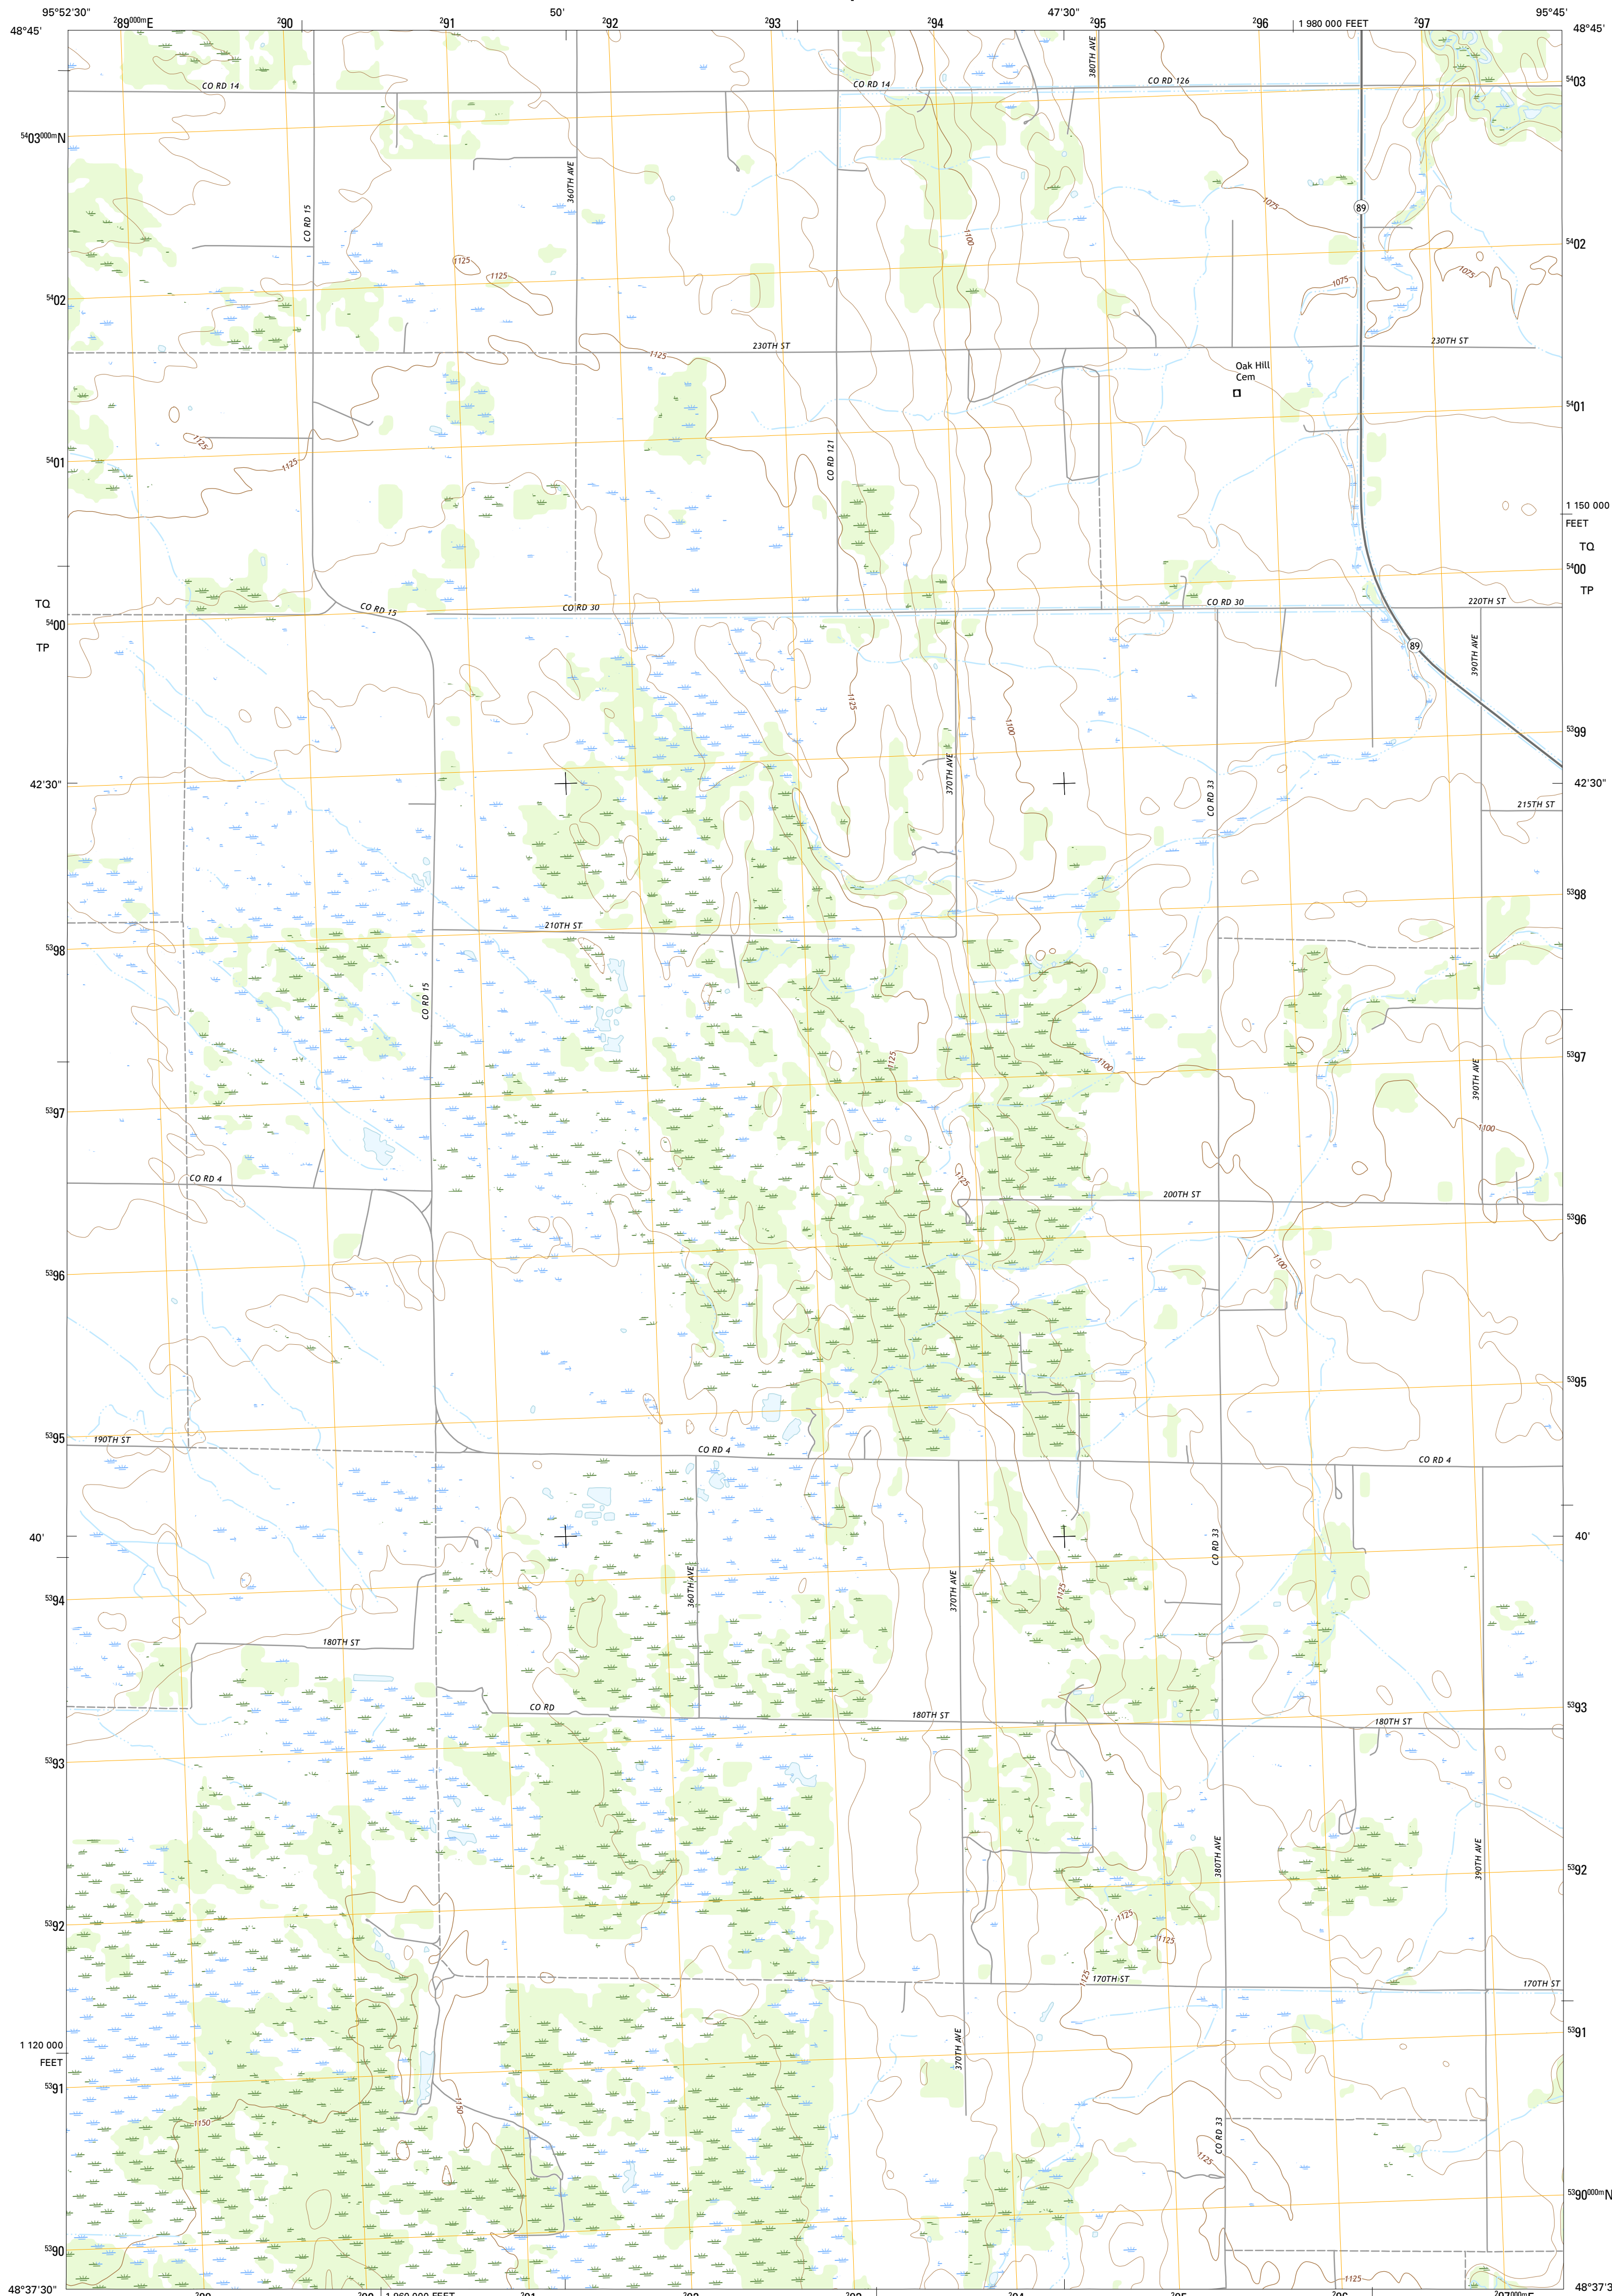 95°52'30"
289000mE
290
291
50'
292
293
294
47'30"
295
296
1 980 000 FEET
297
95°45'
48°45'
48°45'
380TH AVE
CO RD 14
CO RD 14
CO RD 126
5403
5403000mN
360TH AVE
CO RD 15
89
1075
1100
5402
1125
1125
1075
1075
5402
230TH ST
1125
230TH ST
Oak Hill
Cem
5401
1125
1125
5401
CO RD 121
1 150 000
FEET
TQ
5400
TP
TQ
5400
TP
CO RD 15
CO RD 30
CO RD 30
220TH ST
89
390TH AVE
1125
1100
5399
42'30"
370TH AVE
CO RD 33
42'30"
215TH ST
5398
210TH ST
5398
CO RD 15
1125
1100
5397
390TH AVE
5397
1100
CO RD 4
1125
200TH ST
5396
1100
5396
5395
5395
190TH ST
CO RD 4
CO RD 4
40'
40'
CO RD 33
360TH AVE
370TH AVE
1125
5394
180TH ST
CO RD
180TH ST
180TH ST
5393
5393
380TH AVE
390TH AVE
5392
5392
1125
1125
1125
170TH ST
170TH ST
5391
1 120 000
FEET
370TH AVE
5391
1150
1150
CO RD 33
1125
5390000mN
5390
1125
48°37'30"
1 960 000 FEET
48°37'3